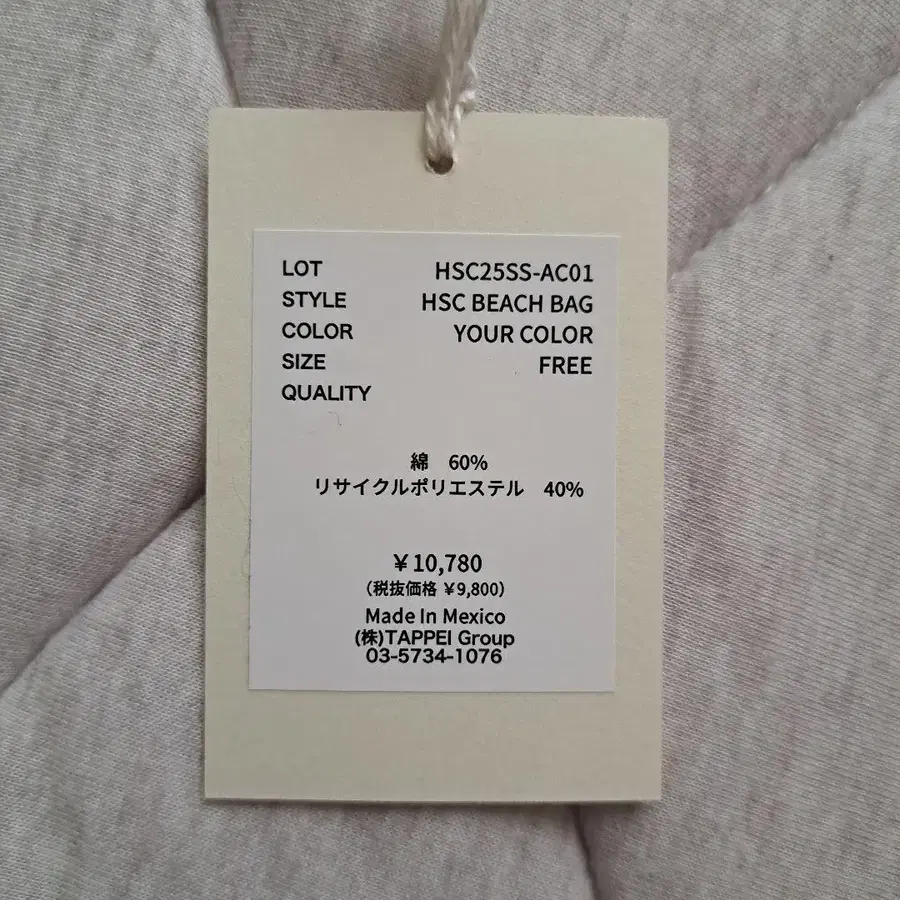 LOT HSC25SS-AC01
STYLE HSC BEACH BAG
COLOR YOUR COLOR
SIZE FREE
QUALITY
綿 60%
リサイクルポリエステル 40%
￥10,780
(税抜価格 ￥9,800)
Made In Mexico
(株)TAPPEI Group
03-5734-1076